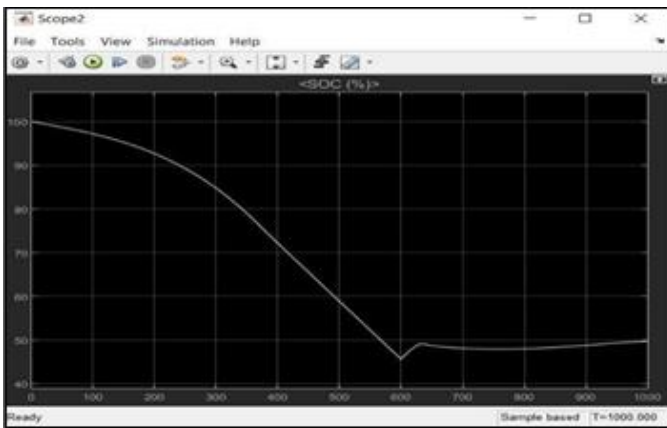 Scope2
File Tools View Simulation Help
<SOC (%)>
100
90
80
70
60
50
40
0 100 200 300 400 500 600 700 800 900 1000
Ready Sample based T=1000.000